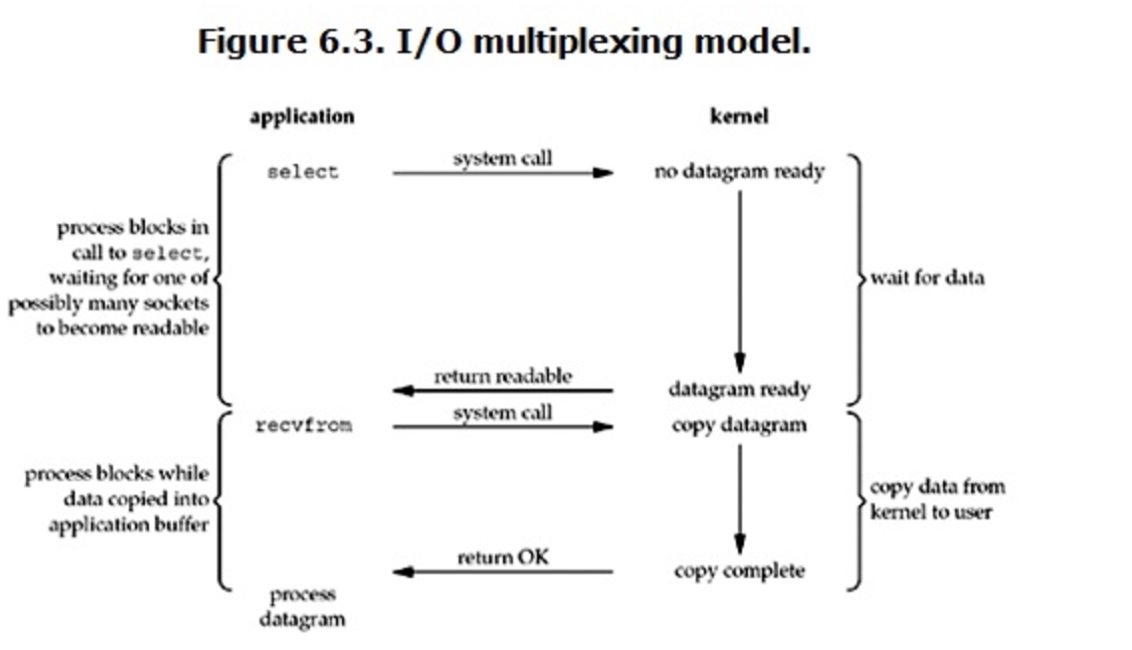 Figure 6.3. I/O multiplexing model.
application
kernel
select
system call
no datagram ready
process blocks in
call to select,
waiting for one of
possibly many sockets
to become readable
wait for data
return readable
datagram ready
recvfrom
system call
copy datagram
process blocks while
data copied into
application buffer
copy data from
kernel to user
return OK
copy complete
process
datagram